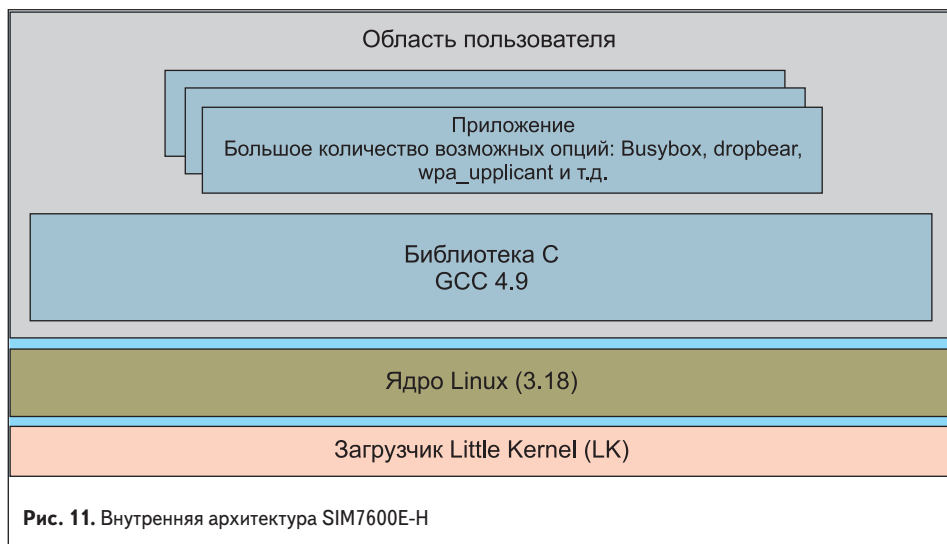 Область пользователя
Приложение
Большое количество возможных опций: Busybox, dropbear,
wpa_upplicant и т.д.
Библиотека С
GCC 4.9
Ядро Linux (3.18)
Загрузчик Little Kernel (LK)
Рис. 11. Внутренняя архитектура SIM7600E-H